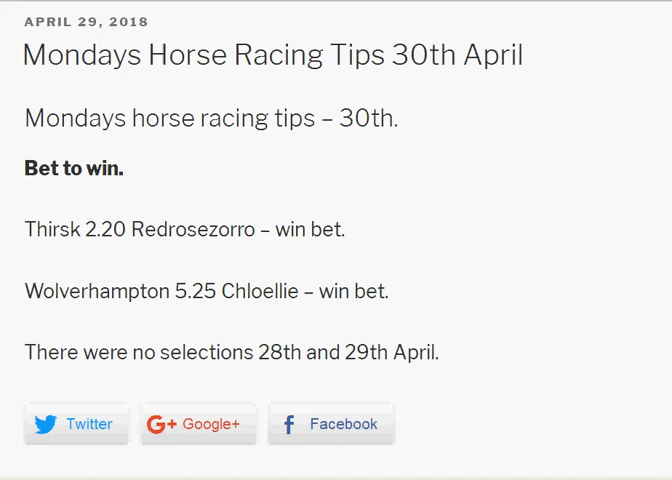 APRIL 29, 2018
Mondays Horse Racing Tips 30th April
Mondays horse racing tips – 30th.
Bet to win.
Thirsk 2.20 Redrosezorro – win bet.
Wolverhampton 5.25 Chloellie – win bet.
There were no selections 28th and 29th April.
Twitter G+ Google+ f Facebook